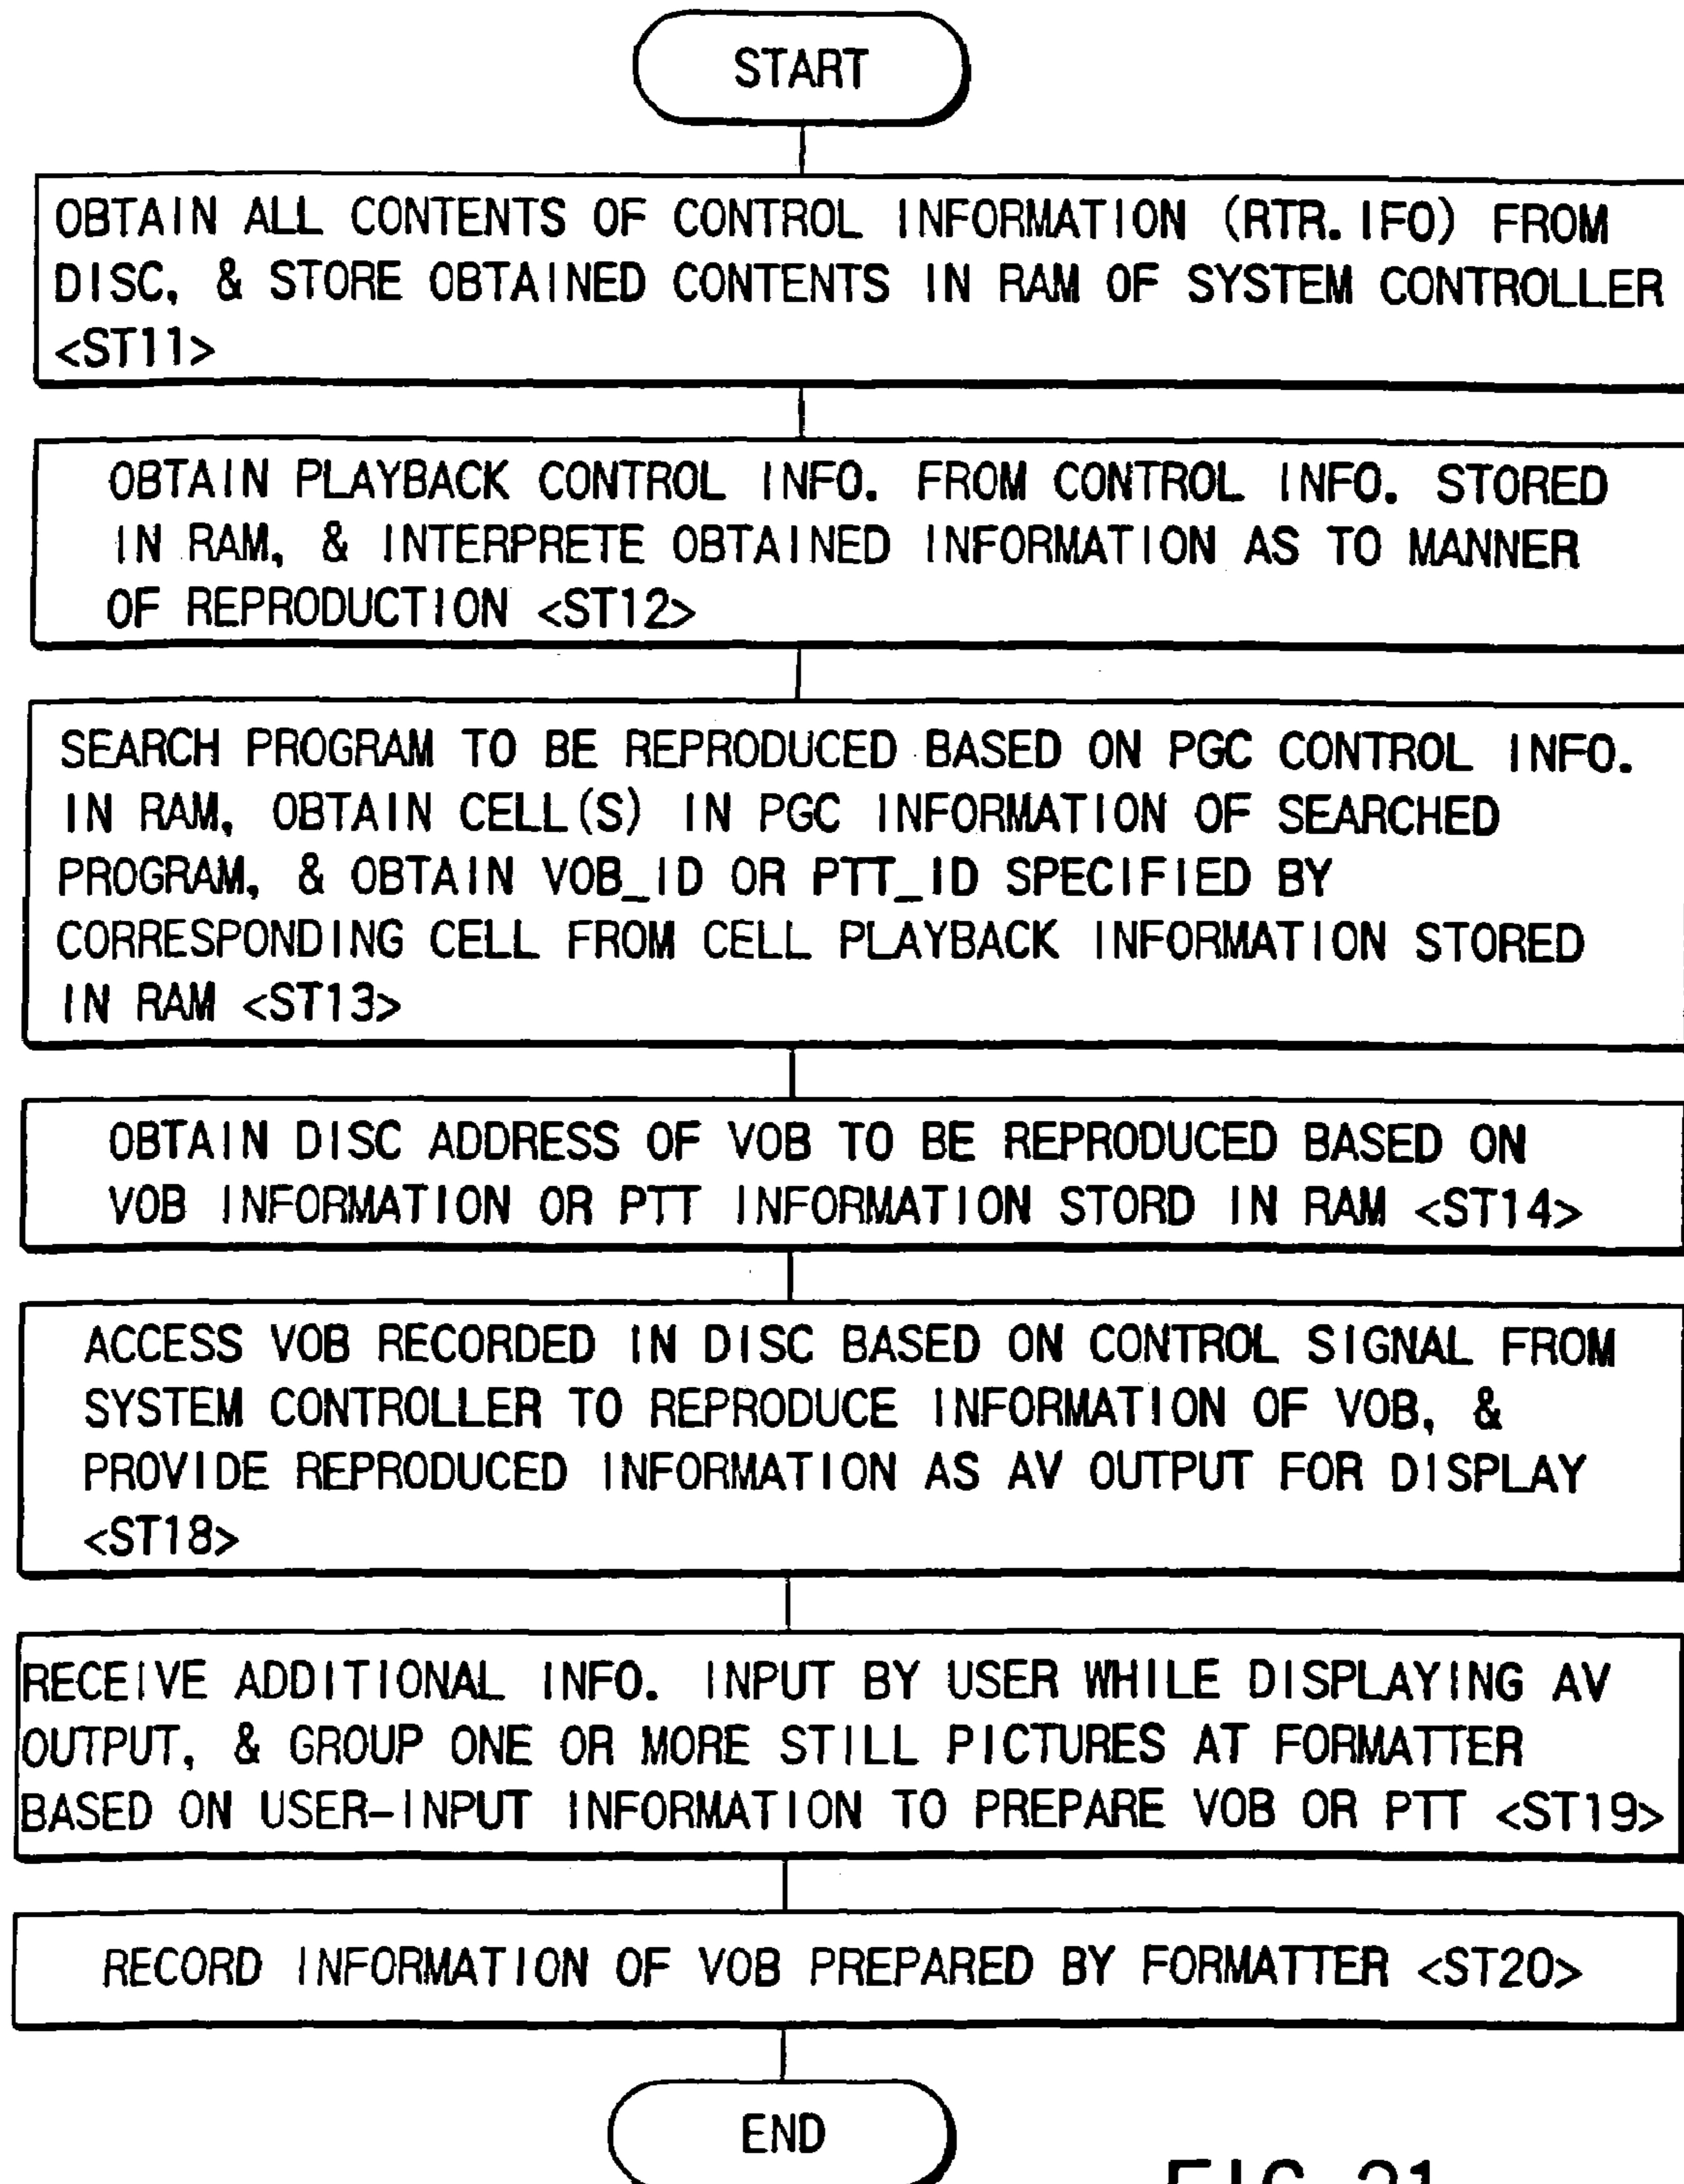 START
OBTAIN ALL CONTENTS OF CONTROL INFORMATION (RTR.IFO) FROM
DISC, & STORE OBTAINED CONTENTS IN RAM OF SYSTEM CONTROLLER
<ST11>
OBTAIN PLAYBACK CONTROL INFO. FROM CONTROL INFO. STORED
IN RAM, & INTERPRETE OBTAINED INFORMATION AS TO MANNER
OF REPRODUCTION <ST12>
SEARCH PROGRAM TO BE REPRODUCED BASED ON PGC CONTROL INFO.
IN RAM, OBTAIN CELL(S) IN PGC INFORMATION OF SEARCHED
PROGRAM, & OBTAIN VOB_ID OR PTT_ID SPECIFIED BY
CORRESPONDING CELL FROM CELL PLAYBACK INFORMATION STORED
IN RAM <ST13>
OBTAIN DISC ADDRESS OF VOB TO BE REPRODUCED BASED ON
VOB INFORMATION OR PTT INFORMATION STORD IN RAM <ST14>
ACCESS VOB RECORDED IN DISC BASED ON CONTROL SIGNAL FROM
SYSTEM CONTROLLER TO REPRODUCE INFORMATION OF VOB, &
PROVIDE REPRODUCED INFORMATION AS AV OUTPUT FOR DISPLAY
<ST18>
RECEIVE ADDITIONAL INFO. INPUT BY USER WHILE DISPLAYING AV
OUTPUT, & GROUP ONE OR MORE STILL PICTURES AT FORMATTER
BASED ON USER-INPUT INFORMATION TO PREPARE VOB OR PTT <ST19>
RECORD INFORMATION OF VOB PREPARED BY FORMATTER <ST20>
END
FIG. 21